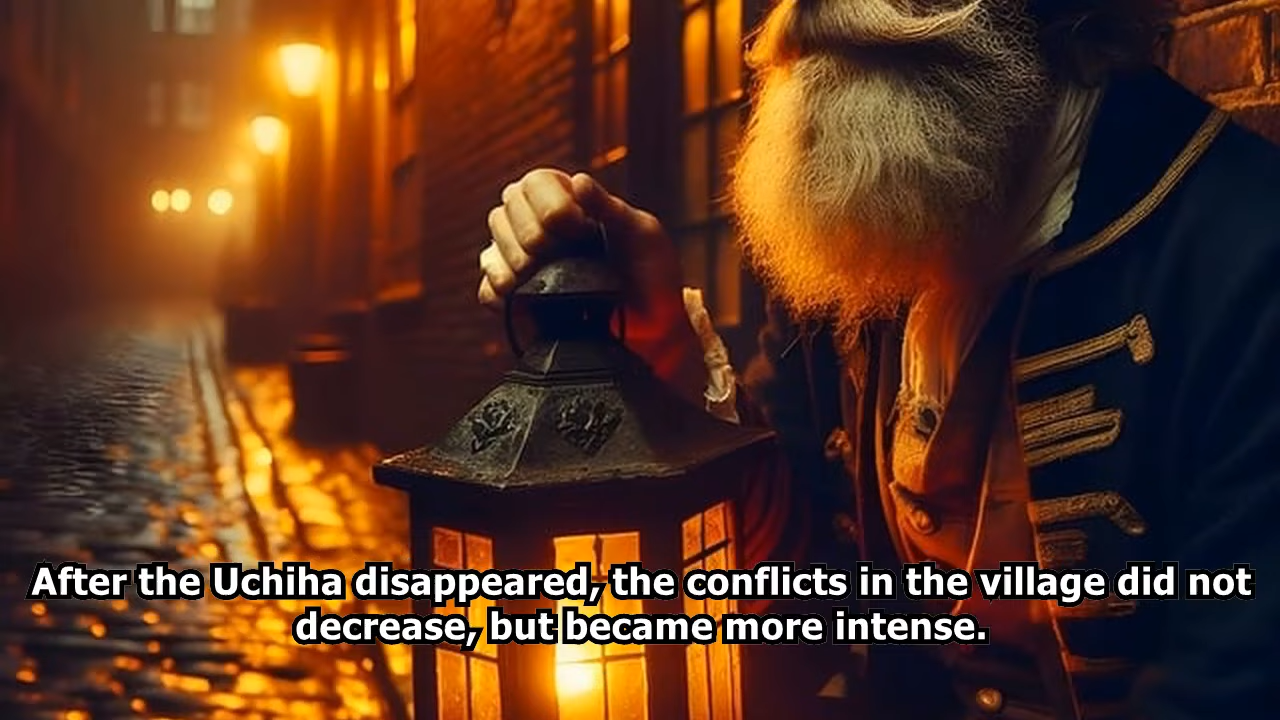 After the Uchiha disappeared, the conflicts in the village did not
decrease, but became more intense.